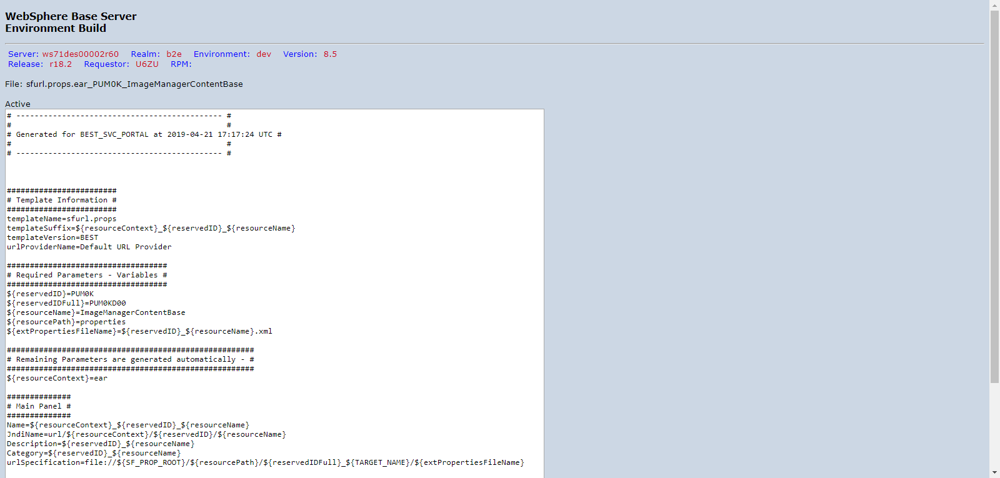 WebSphere Base Server
Environment Build
Server: ws71des00002r60 Realm: b2e Environment: dev Version: 8.5
Release: r18.2 Requestor: U6ZU RPM:
File: sfurl.props.ear_PUM0K_ImageManagerContentBase
Active
# --------------------------------------------- #
# #
# Generated for BEST_SVC_PORTAL at 2019-04-21 17:17:24 UTC #
# #
# --------------------------------------------- #
########################
# Template Information #
########################
templateName=sfurl.props
templateSuffix=${resourceContext}_${reservedID}_${resourceName}
templateVersion=BEST
urlProviderName=Default URL Provider
###################################
# Required Parameters - Variables #
###################################
${reservedID}=PUM0K
${reservedIDFull}=PUM0KD00
${resourceName}=ImageManagerContentBase
${resourcePath}=properties
${extPropertiesFileName}=${reservedID}_${resourceName}.xml
######################################################
# Remaining Parameters are generated automatically - #
######################################################
${resourceContext}=ear
##############
# Main Panel #
##############
Name=${resourceContext}_${reservedID}_${resourceName}
JndiName=url/${resourceContext}/${reservedID}/${resourceName}
Description=${reservedID}_${resourceName}
Category=${reservedID}_${resourceName}
urlSpecification=file://${SF_PROP_ROOT}/${resourcePath}/${reservedIDFull}_${TARGET_NAME}/${extPropertiesFileName}